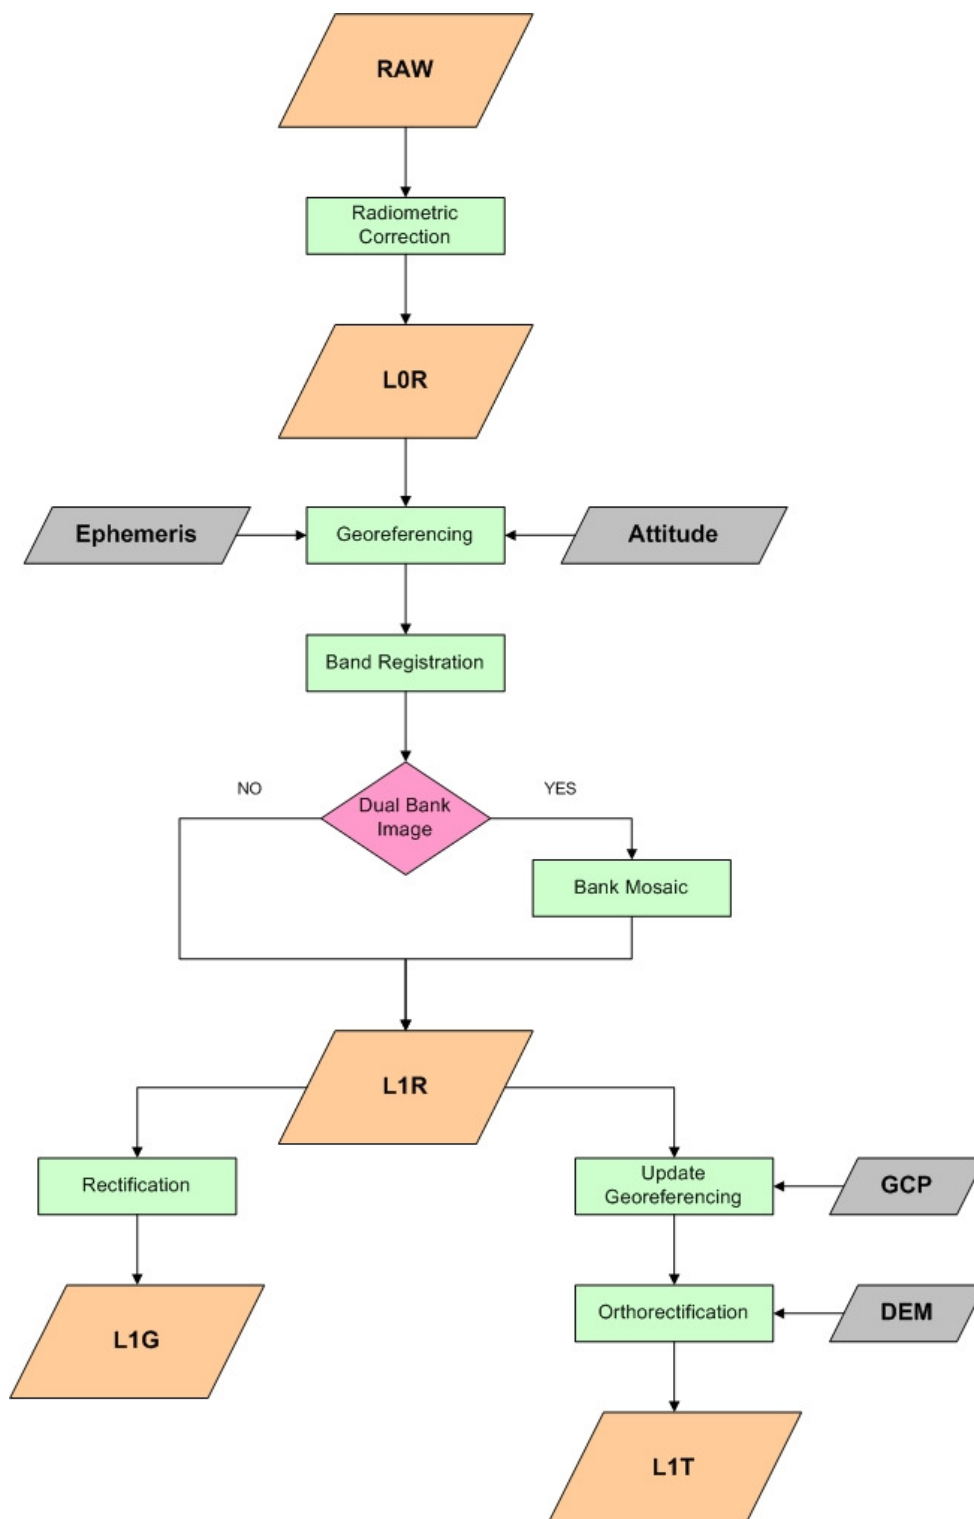 RAW
Radiometric
Correction
L0R
Ephemeris
Georeferencing
Attitude
Band Registration
NO
Dual Bank
Image
YES
Bank Mosaic
L1R
Rectification
Update
Georeferencing
GCP
L1G
Orthorectification
DEM
L1T